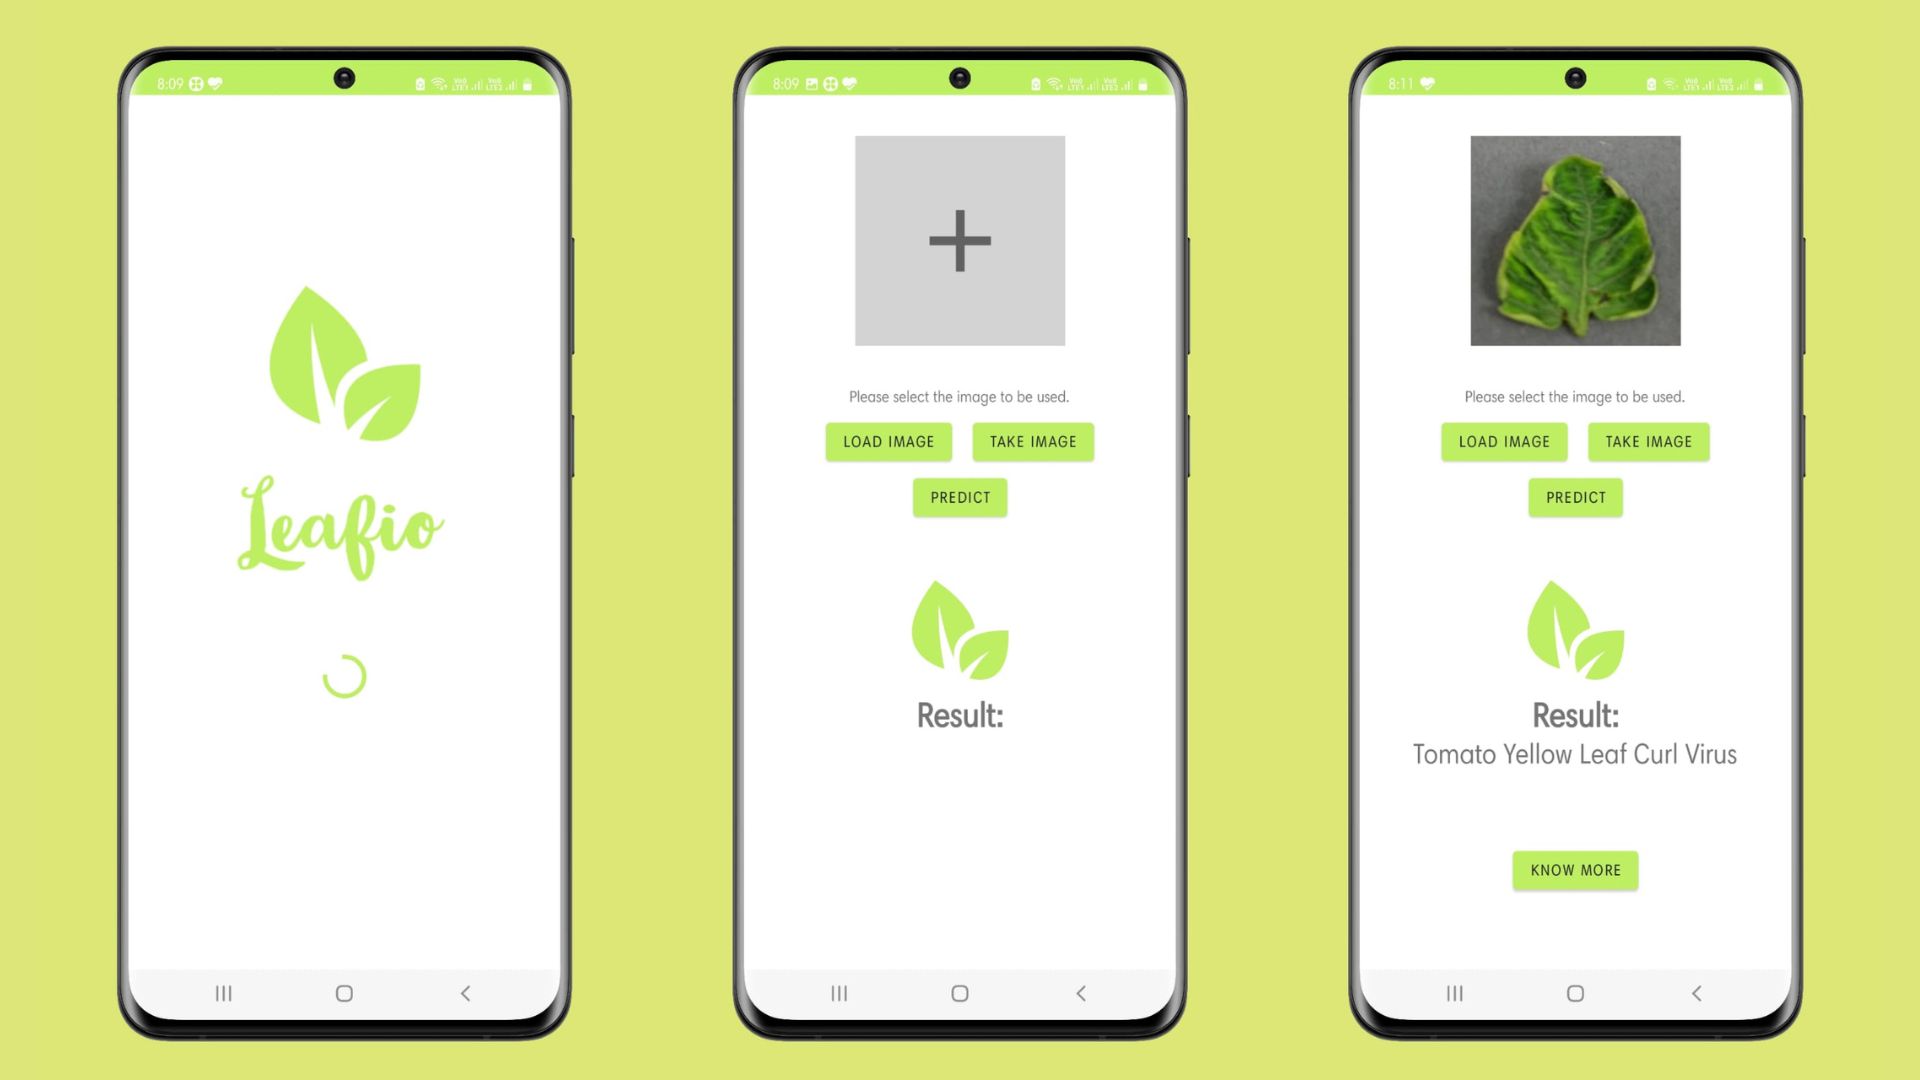 8:09
Leafio
8:09
Please select the image to be used.
LOAD IMAGE TAKE IMAGE
PREDICT
Result:
8:11
Please select the image to be used.
LOAD IMAGE TAKE IMAGE
PREDICT
Result:
Tomato Yellow Leaf Curl Virus
KNOW MORE